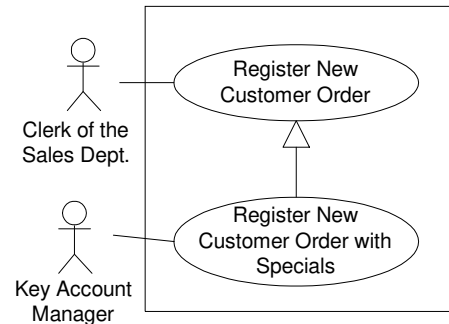 Register New
Customer Order
Clerk of the
Sales Dept.
Register New
Customer Order with
Specials
Key Account
Manager